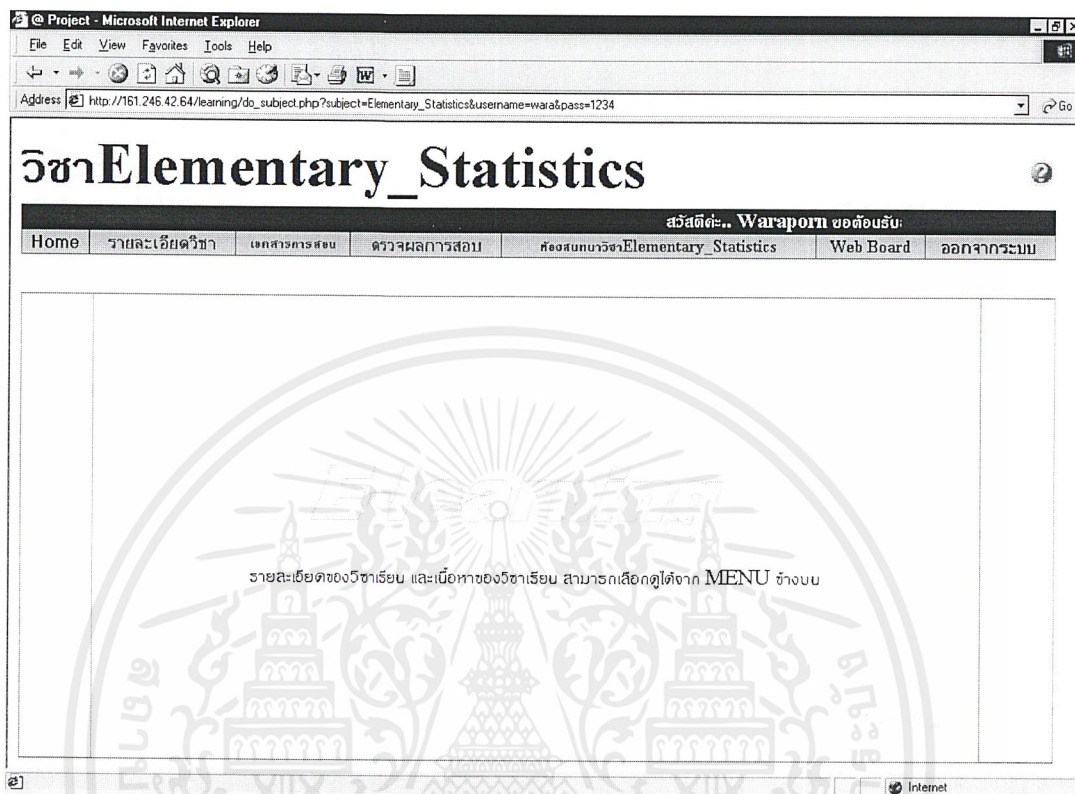 @ Project - Microsoft Internet Explorer
File Edit View Favorites Tools Help
Address http://161.246.42.64/learning/do_subject.php?subject=Elementary_Statistics&username=wara&pass=1234 Go
วิชาElementary_Statistics
สวัสดีค่ะ.. Waraporn ขอต้อนรับ
Home รายละเอียดวิชา เอกสารการสอน ตรวจผลการสอบ ห้องสนทนาวิชาElementary_Statistics Web Board ออกจากระบบ
รายละเอียดของวิชาเรียน และเนื้อหาของวิชาเรียน สามารถเลือกดูได้จาก MENU ข้างบน
Internet